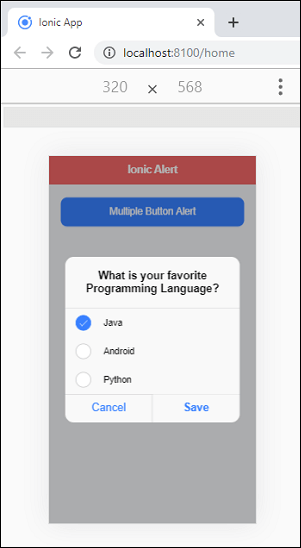 Ionic App
localhost:8100/home
320 × 568
Ionic Alert
Multiple Button Alert
What is your favorite
Programming Language?
Java
Android
Python
Cancel Save